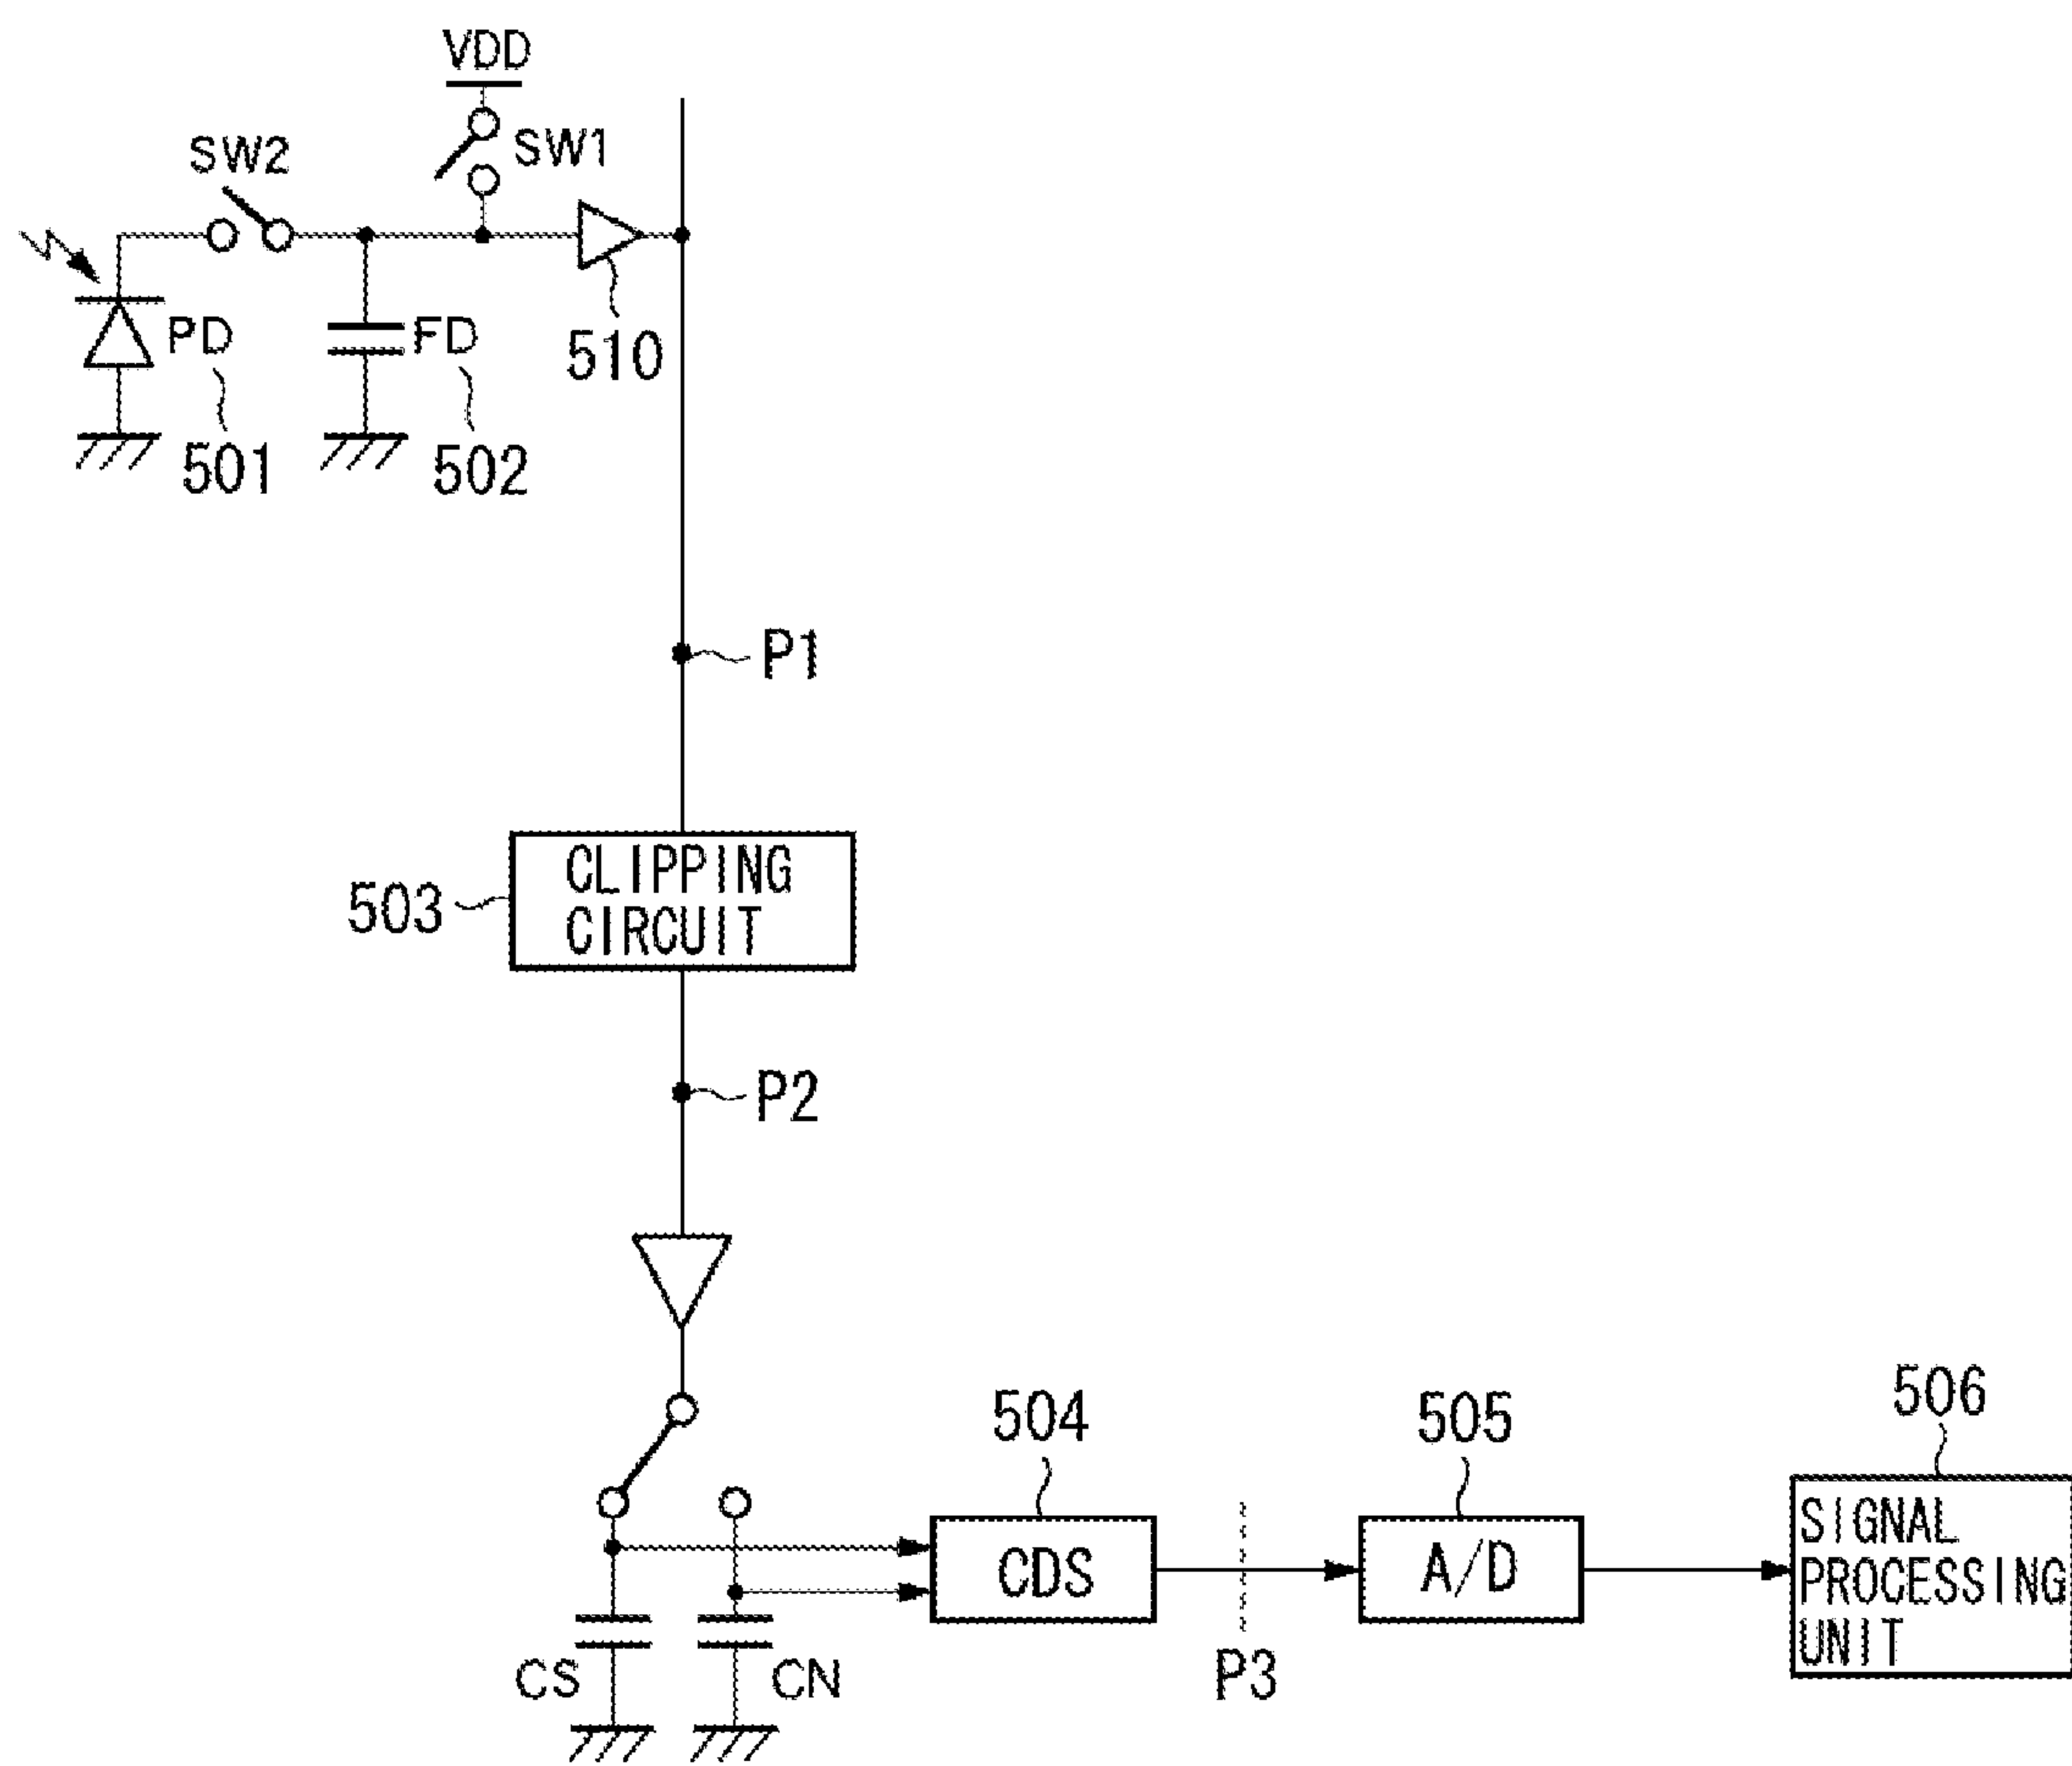 VDD
SW2
SW1
PD
FD
510
501
502
P1
503
CLIPPING
CIRCUIT
P2
504
505
506
CDS
A/D
SIGNAL
PROCESSING
UNIT
CS
CN
P3